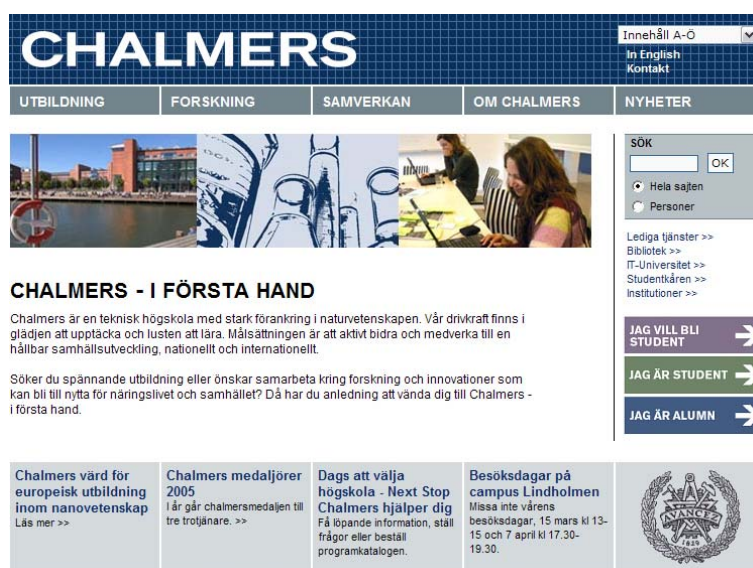 CHALMERS
Innehåll A-Ö
In English
Kontakt
UTBILDNING
FORSKNING
SAMVERKAN
OM CHALMERS
NYHETER
SÖK
OK
Hela sajten
Personer
Lediga tjänster >>
Bibliotek >>
IT-Universitet >>
Studentkåren >>
Institutioner >>
JAG VILL BLI
STUDENT
JAG ÄR STUDENT
JAG ÄR ALUMN
CHALMERS - I FÖRSTA HAND
Chalmers är en teknisk högskola med stark förankring i naturvetenskapen. Vår drivkraft finns i
glädjen att upptäcka och lusten att lära. Målsättningen är att aktivt bidra och medverka till en
hållbar samhällsutveckling, nationellt och internationellt.
Söker du spännande utbildning eller önskar samarbeta kring forskning och innovationer som
kan bli till nytta för näringslivet och samhället? Då har du anledning att vända dig till Chalmers -
i första hand.
Chalmers värd för
europeisk utbildning
inom nanovetenskap
Läs mer >>
Chalmers medaljörer
2005
I år går chalmersmedaljen till
tre trotjänare. >>
Dags att välja
högskola - Next Stop
Chalmers hjälper dig
Få löpande information, ställ
frågor eller beställ
programkatalogen.
Besöksdagar på
campus Lindholmen
Missa inte vårens
besöksdagar, 15 mars kl 13-
15 och 7 april kl 17.30-
19.30.
AVANCEZ
1829